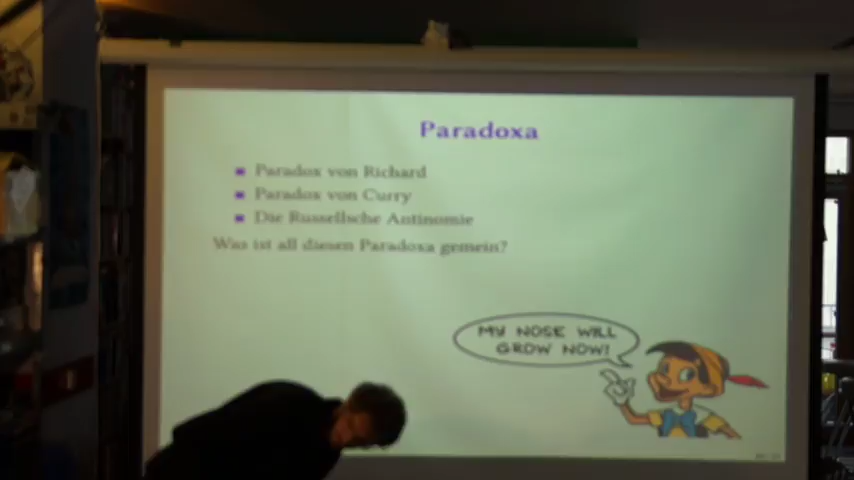 Paradoxa
Paradox von Richard
Paradox von Curry
Die Russellsche Antinomie
Was ist all diesen Paradoxa gemein?
MY NOSE WILL
GROW NOW!